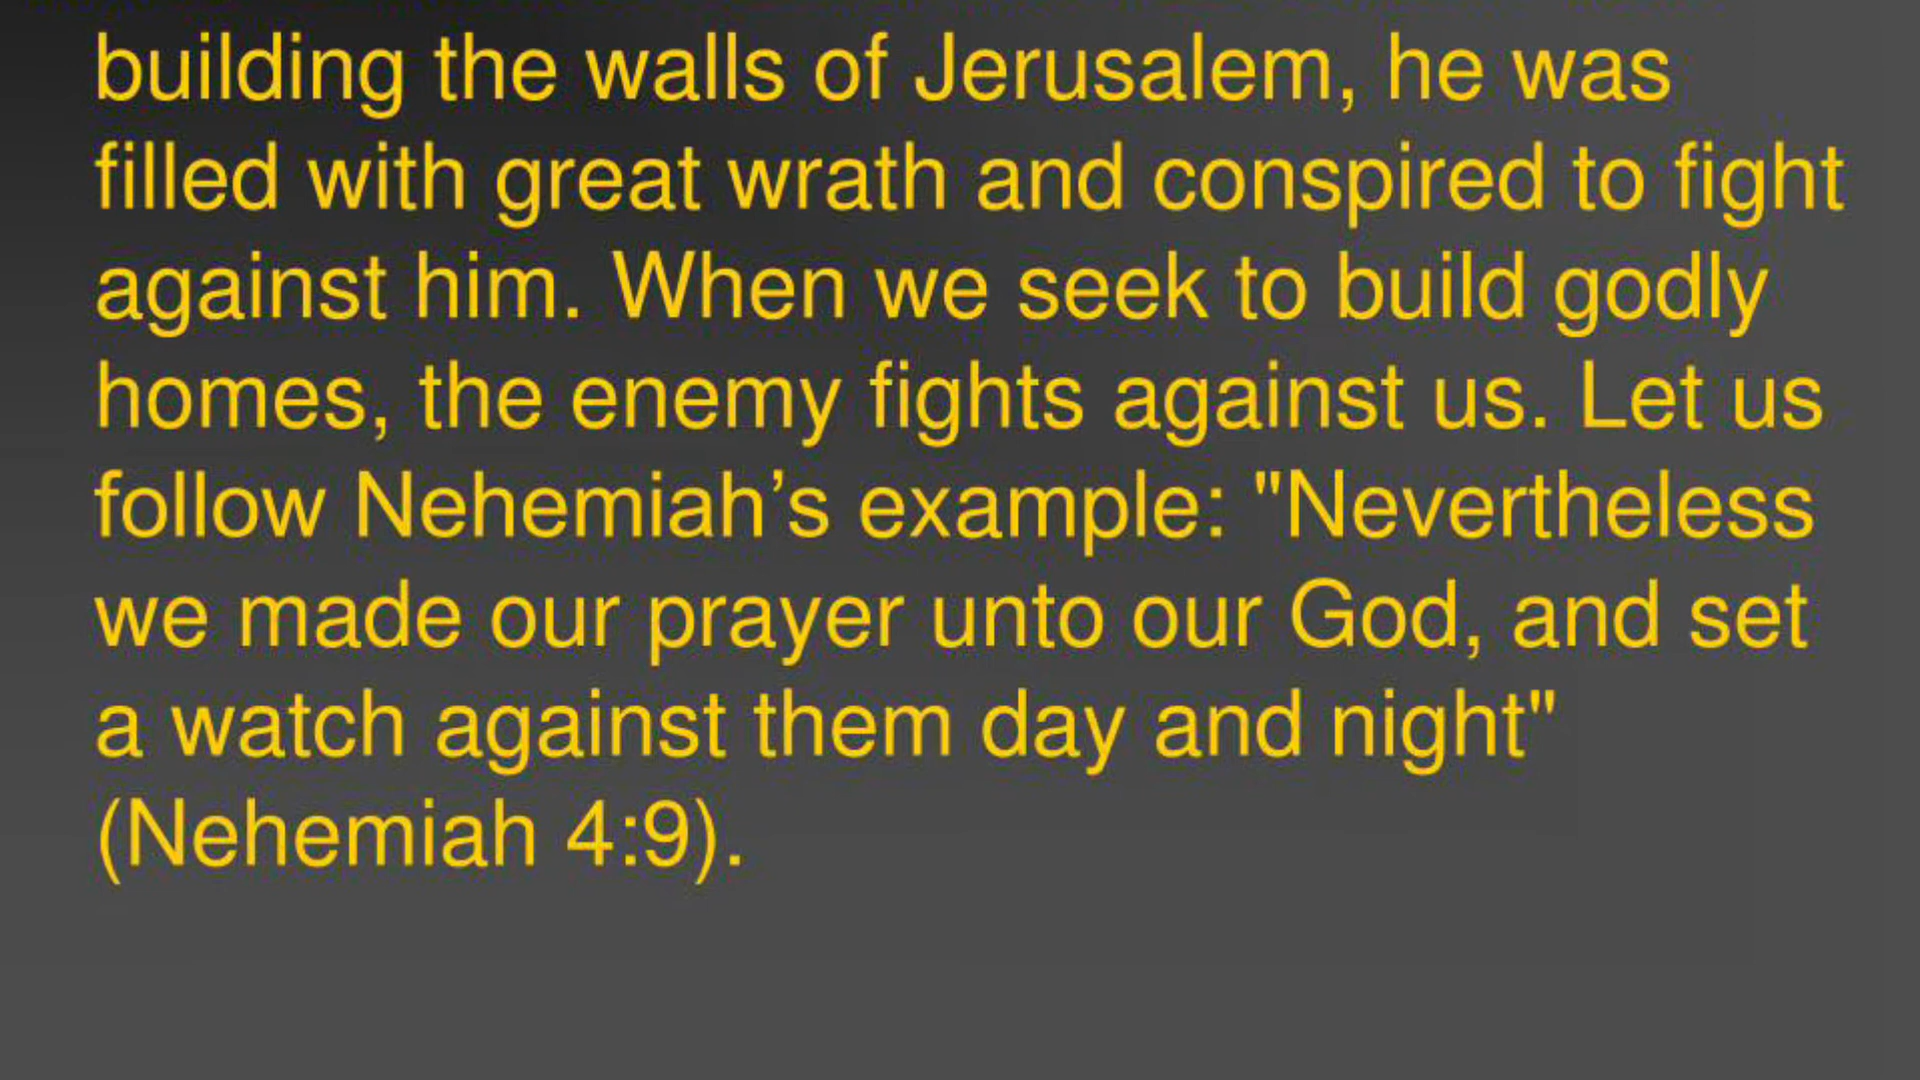 building the walls of Jerusalem, he was
filled with great wrath and conspired to fight
against him. When we seek to build godly
homes, the enemy fights against us. Let us
follow Nehemiah’s example: "Nevertheless
we made our prayer unto our God, and set
a watch against them day and night"
(Nehemiah 4:9).